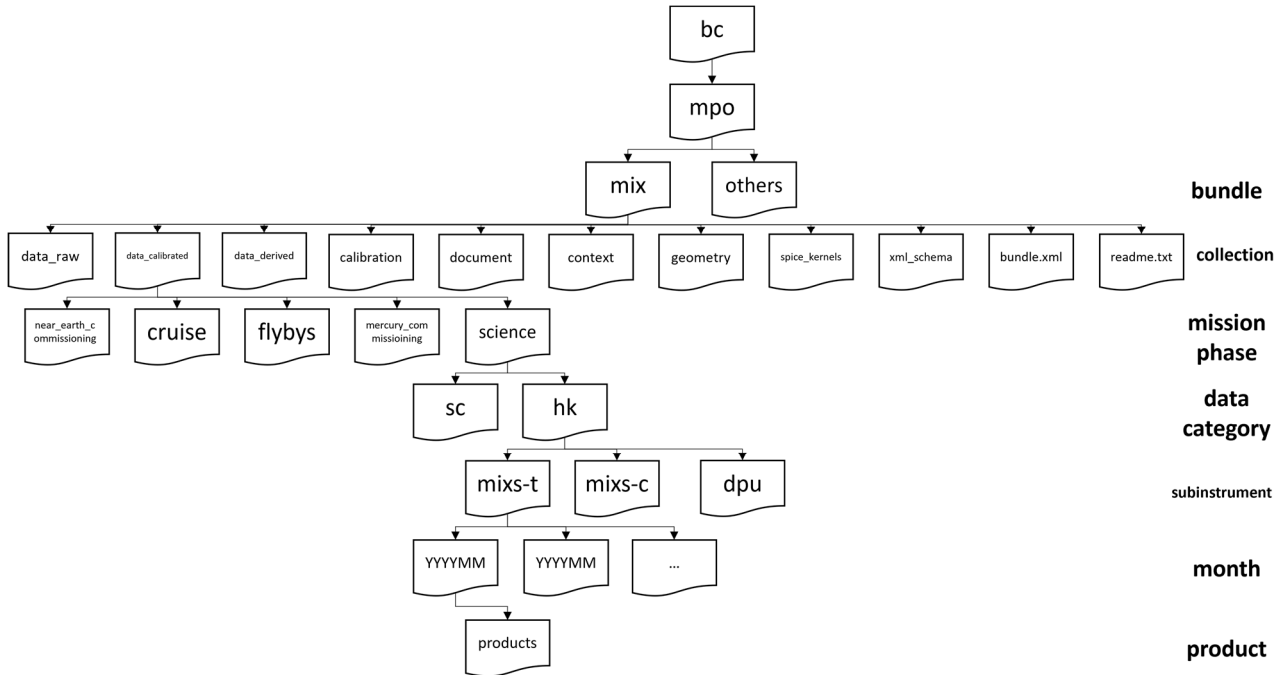 bc
mpo
mix
others
bundle
data_raw
data_calibrated
data_derived
calibration
document
context
geometry
spice_kernels
xml_schema
bundle.xml
readme.txt
collection
near_earth_c
ommissioning
cruise
flybys
mercury_com
missioining
science
mission
phase
sc
hk
data
category
mixs-t
mixs-c
dpu
subinstrument
YYYYMM
YYYYMM
...
month
products
product